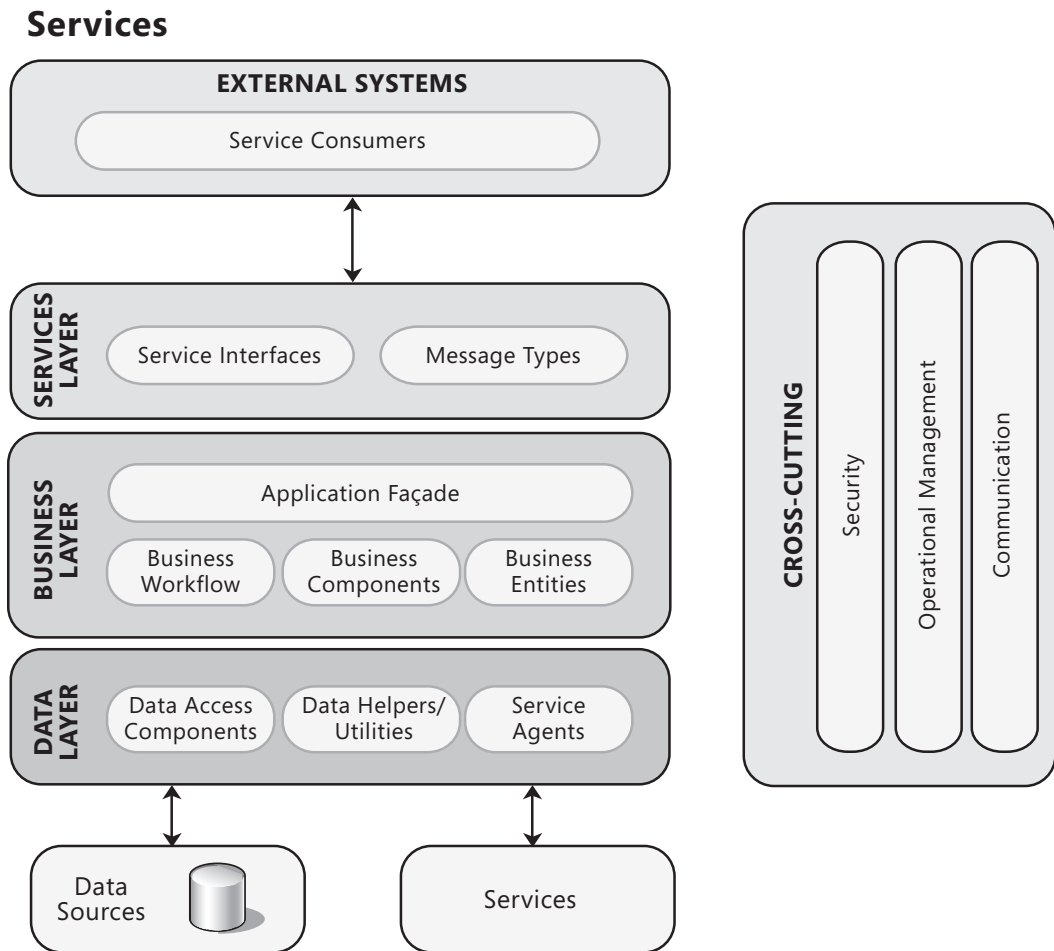 Services
EXTERNAL SYSTEMS
Service Consumers
SERVICES
LAYER
Service Interfaces
Message Types
BUSINESS
LAYER
Application Façade
Business
Workflow
Business
Components
Business
Entities
DATA
LAYER
Data Access
Components
Data Helpers/
Utilities
Service
Agents
Data
Sources
Services
CROSS-CUTTING
Security
Operational Management
Communication